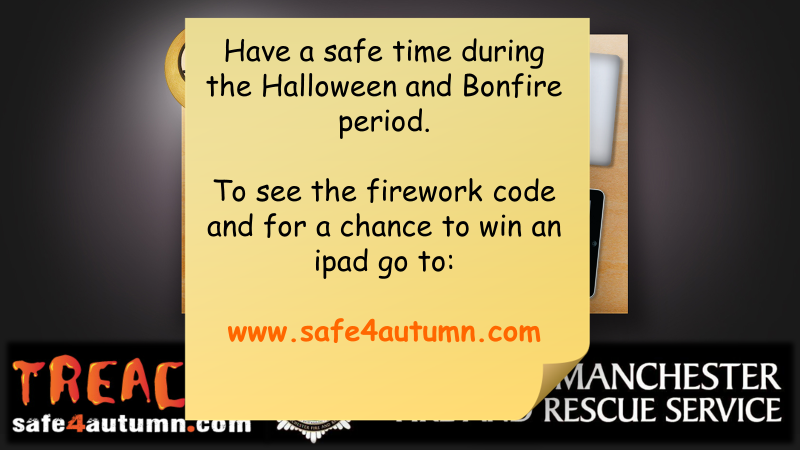 Have a safe time during
the Halloween and Bonfire
period.
To see the firework code
and for a chance to win an
ipad go to:
www.safe4autumn.com
TREAC
safe4autumn.com
MANCHESTER
RESCUE SERVICE